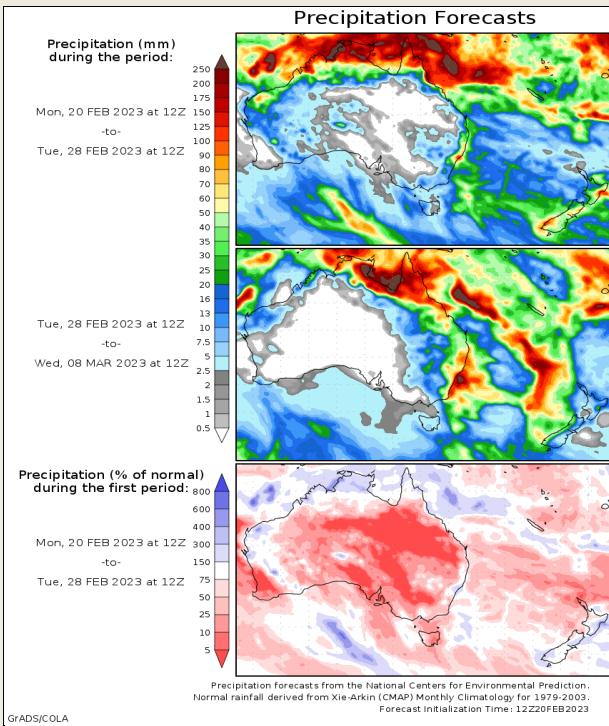 Precipitation Forecasts
Precipitation (mm)
during the period:
250
200
175
150
125
100
90
80
70
60
50
40
35
30
25
20
16
13
10
7.5
5
2.5
2
1.5
1
0.5
Mon, 20 FEB 2023 at 12Z
-to-
Tue, 28 FEB 2023 at 12Z
Tue, 28 FEB 2023 at 12Z
-to-
Wed, 08 MAR 2023 at 12Z
Precipitation (% of normal)
during the first period:
800
600
400
300
150
75
50
25
10
5
Mon, 20 FEB 2023 at 12Z
-to-
Tue, 28 FEB 2023 at 12Z
Precipitation forecasts from the National Centers for Environmental Prediction.
Normal rainfall derived from Xie-Arkin (CMAP) Monthly Climatology for 1979-2003.
Forecast Initialization Time: 12Z20FEB2023
GrADS/COLA